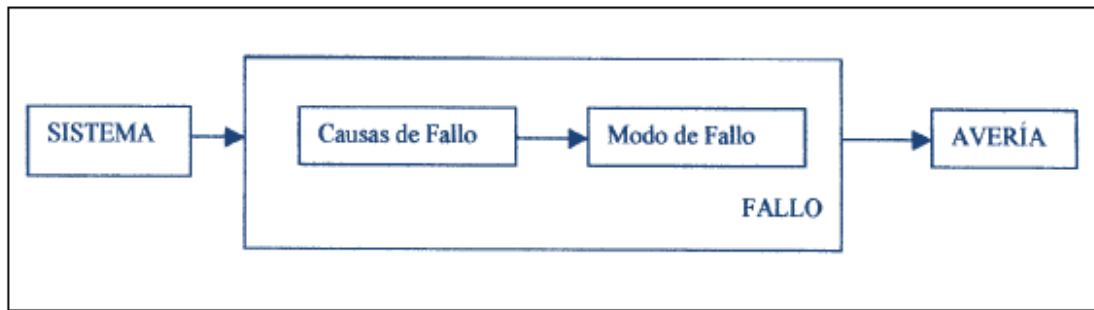 SISTEMA
Causas de Fallo
Modo de Fallo
AVERÍA
FALLO